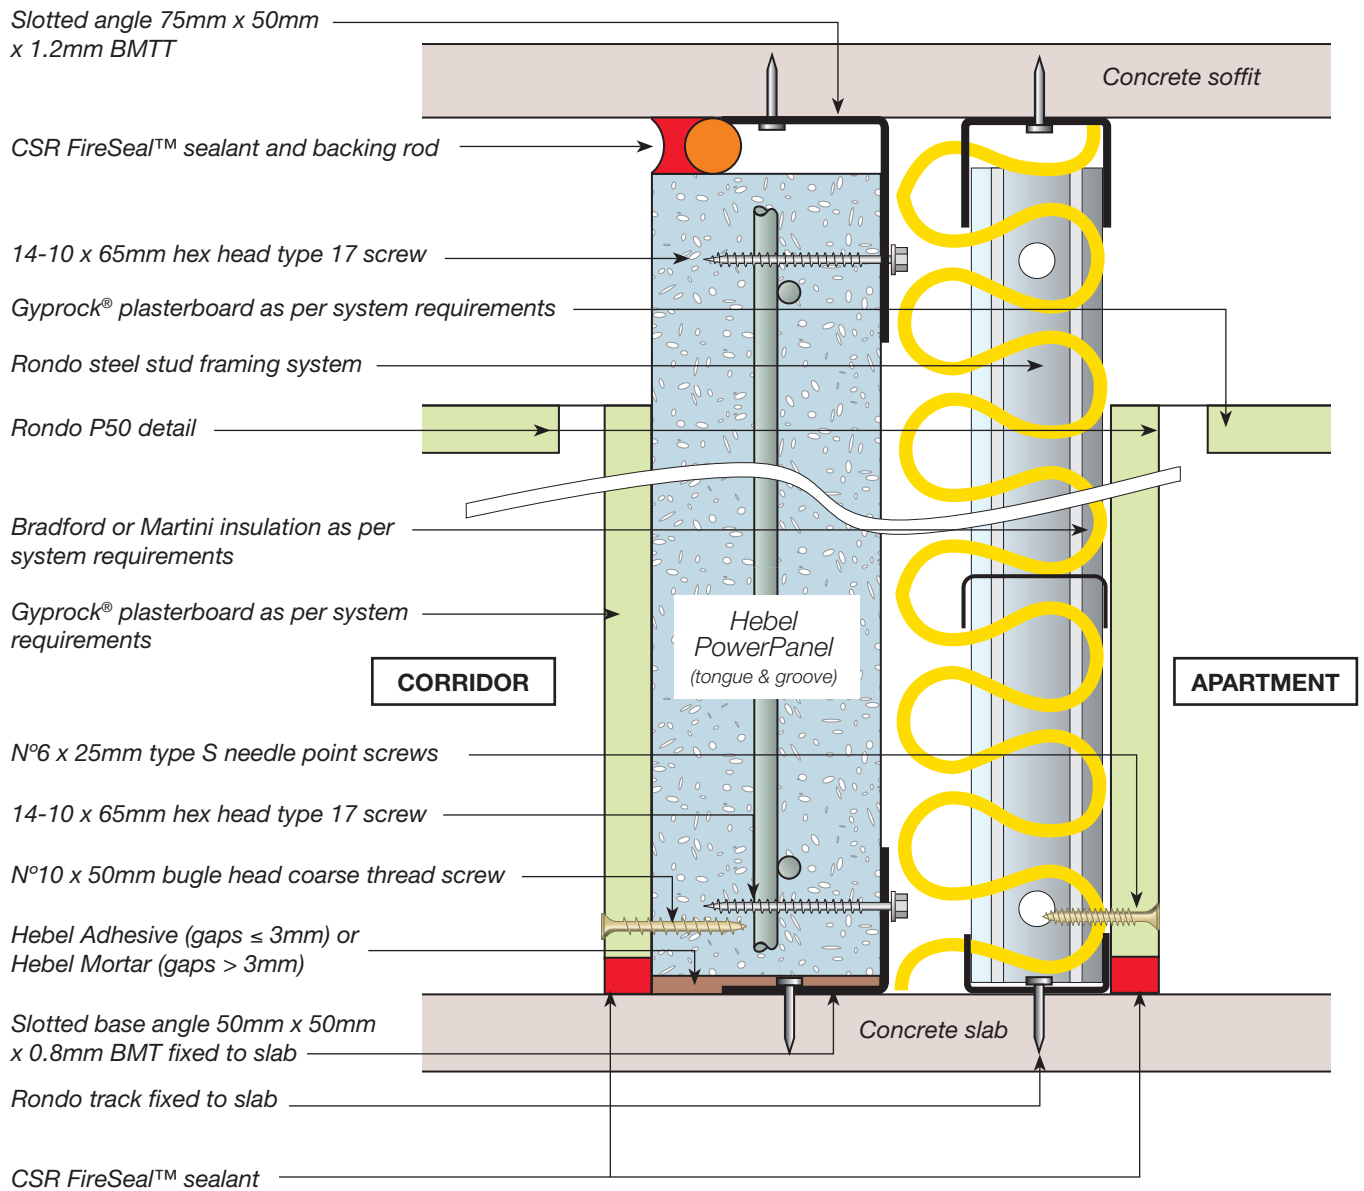 Slotted angle 75mm x 50mm
x 1.2mm BMTT
Concrete soffit
CSR FireSeal™ sealant and backing rod
14-10 x 65mm hex head type 17 screw
Gyprock® plasterboard as per system requirements
Rondo steel stud framing system
Rondo P50 detail
Bradford or Martini insulation as per
system requirements
Gyprock® plasterboard as per system
requirements
Hebel
PowerPanel
(tongue & groove)
CORRIDOR
APARTMENT
Nº6 x 25mm type S needle point screws
14-10 x 65mm hex head type 17 screw
Nº10 x 50mm bugle head coarse thread screw
Hebel Adhesive (gaps ≤ 3mm) or
Hebel Mortar (gaps > 3mm)
Slotted base angle 50mm x 50mm
x 0.8mm BMT fixed to slab
Concrete slab
Rondo track fixed to slab
CSR FireSeal™ sealant